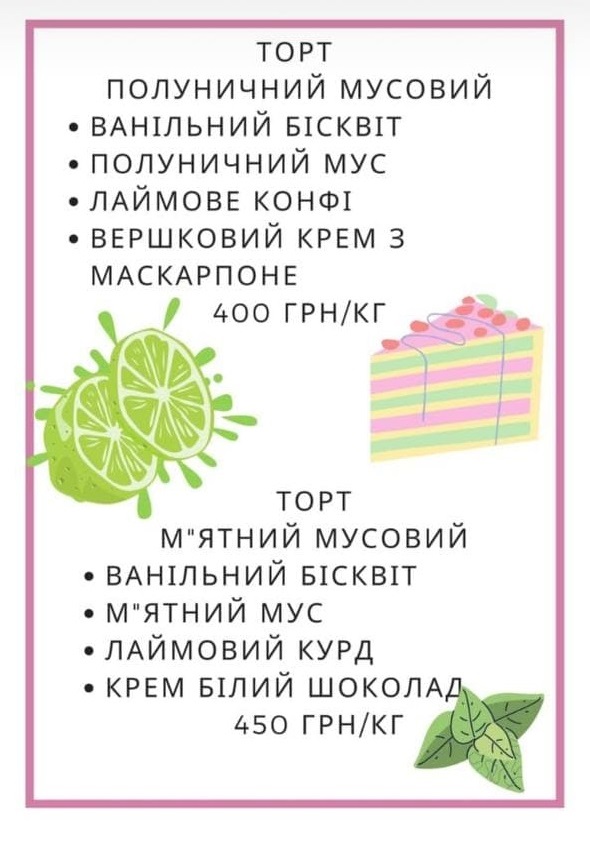 ТОРТ
ПОЛУНИЧНИЙ МУСОВИЙ
• ВАНІЛЬНИЙ БІСКВІТ
• ПОЛУНИЧНИЙ МУС
• ЛАЙМОВЕ КОНФІ
• ВЕРШКОВИЙ КРЕМ З
МАСКАРПОНЕ
400 ГРН/КГ
ТОРТ
М"ЯТНИЙ МУСОВИЙ
• ВАНІЛЬНИЙ БІСКВІТ
• М"ЯТНИЙ МУС
• ЛАЙМОВИЙ КУРД
• КРЕМ БІЛИЙ ШОКОЛАД
450 ГРН/КГ